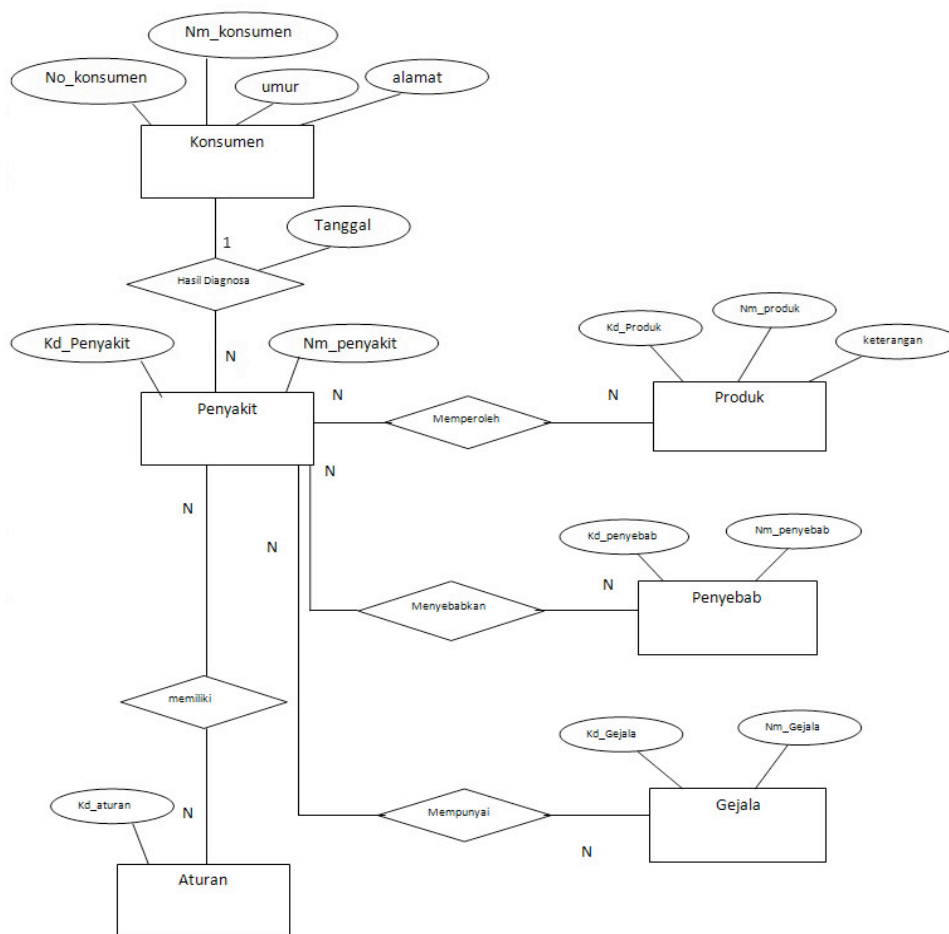 Nm_konsumen
No_konsumen
umur
alamat
Konsumen
1
Tanggal
Hasil Diagnosa
N
Kd_Penyakit
Nm_penyakit
Penyakit
N
Memperoleh
N
Kd_Produk
Nm_produk
keterangan
Produk
N
N
N
Menyebabkan
N
Kd_penyebab
Nm_penyebab
Penyebab
memiliki
Kd_Gejala
Nm_Gejala
Gejala
Mempunyai
N
Kd_aturan
N
Aturan